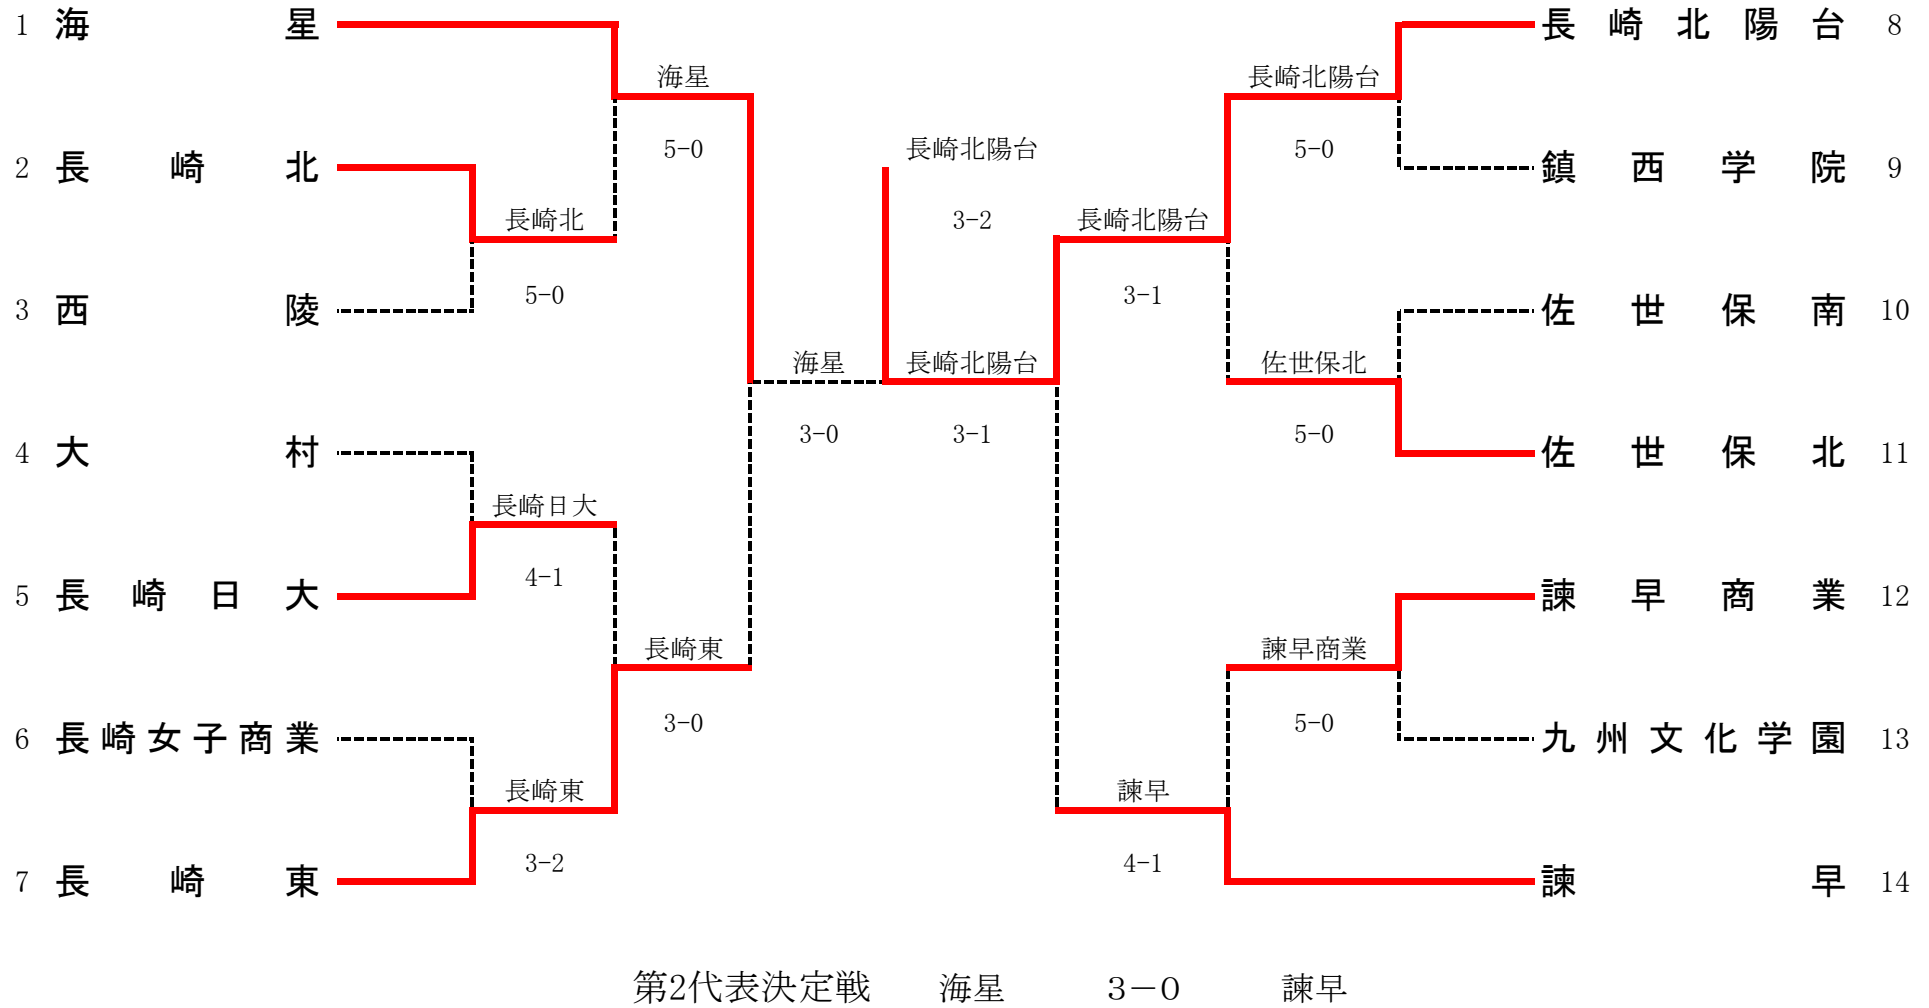 1 海星
長崎北陽台 8
海星
長崎北陽台
5-0
長崎北陽台
5-0
2 長崎北
鎮西学院 9
長崎北
3-2
長崎北陽台
5-0
3-1
3 西陵
佐世保南 10
海星
長崎北陽台
佐世保北
3-0
3-1
5-0
4 大村
佐世保北 11
長崎日大
4-1
5 長崎日大
諫早商業 12
長崎東
諫早商業
3-0
5-0
6 長崎女子商業
九州文化学園 13
長崎東
諫早
3-2
4-1
7 長崎東
諫早 14
第2代表決定戦 海星 3－0 諫早